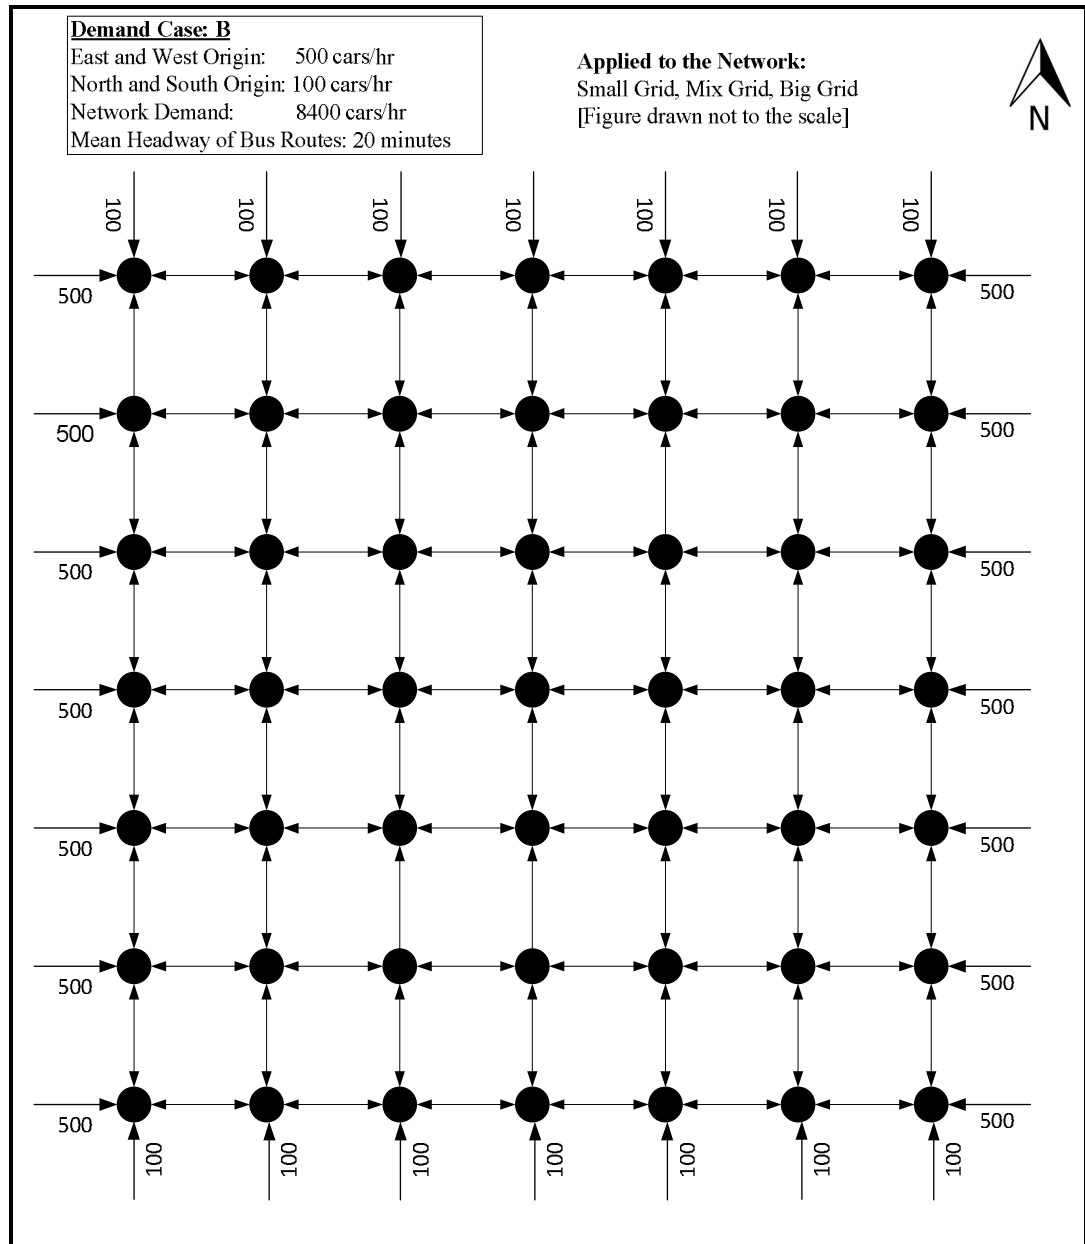 Demand Case: B
East and West Origin: 500 cars/hr
North and South Origin: 100 cars/hr
Network Demand: 8400 cars/hr
Mean Headway of Bus Routes: 20 minutes
Applied to the Network:
Small Grid, Mix Grid, Big Grid
[Figure drawn not to the scale]
N
100 100 100 100 100 100 100
500 500
500 500
500 500
500 500
500 500
500 500
500 500
100 100 100 100 100 100 100